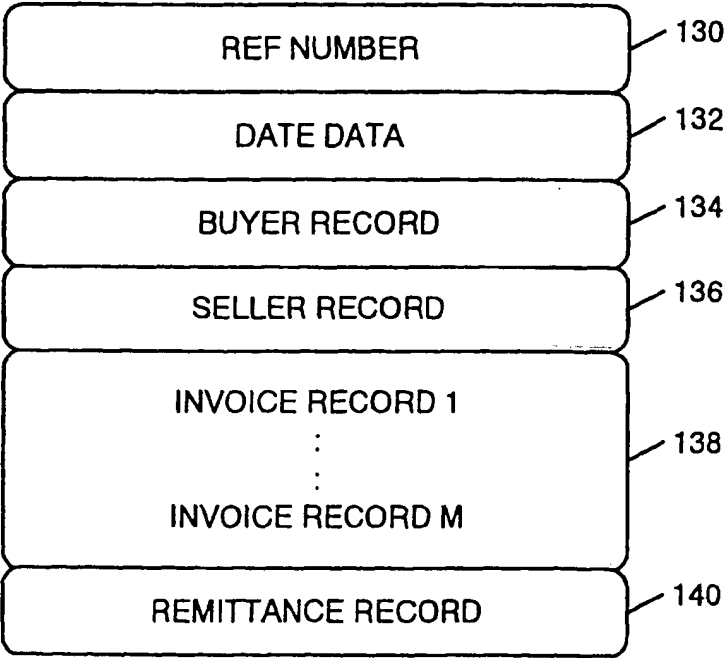 REF NUMBER 130
DATE DATA 132
BUYER RECORD 134
SELLER RECORD 136
INVOICE RECORD 1
138
INVOICE RECORD M
REMITTANCE RECORD 140